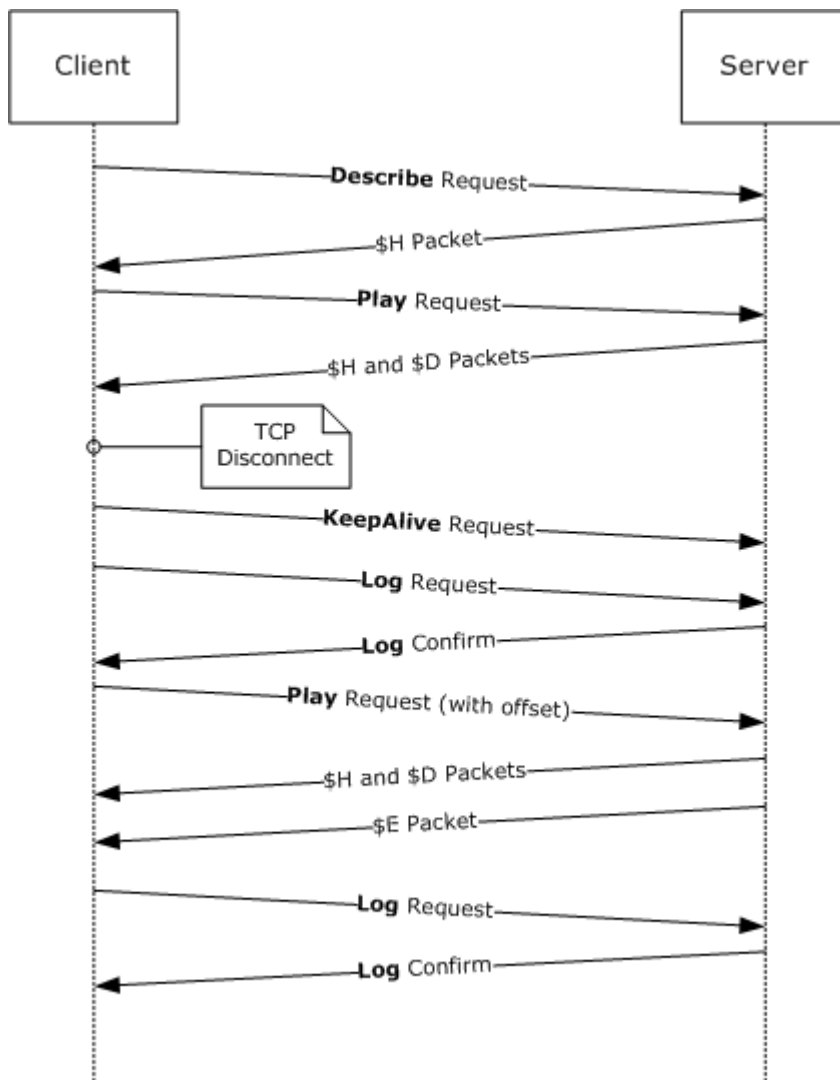 Client
Server
Describe Request
$H Packet
Play Request
$H and $D Packets
TCP
Disconnect
KeepAlive Request
Log Request
Log Confirm
Play Request (with offset)
$H and $D Packets
$E Packet
Log Request
Log Confirm